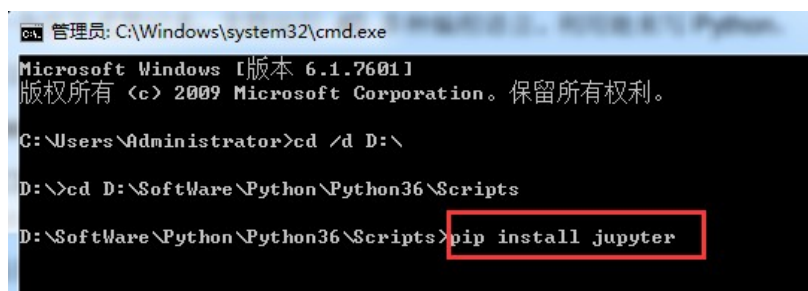 管理员: C:\Windows\system32\cmd.exe
Microsoft Windows [版本 6.1.7601]
版权所有 (c) 2009 Microsoft Corporation。保留所有权利。
C:\Users\Administrator>cd /d D:\
D:\>cd D:\SoftWare\Python\Python36\Scripts
D:\SoftWare\Python\Python36\Scripts>pip install jupyter